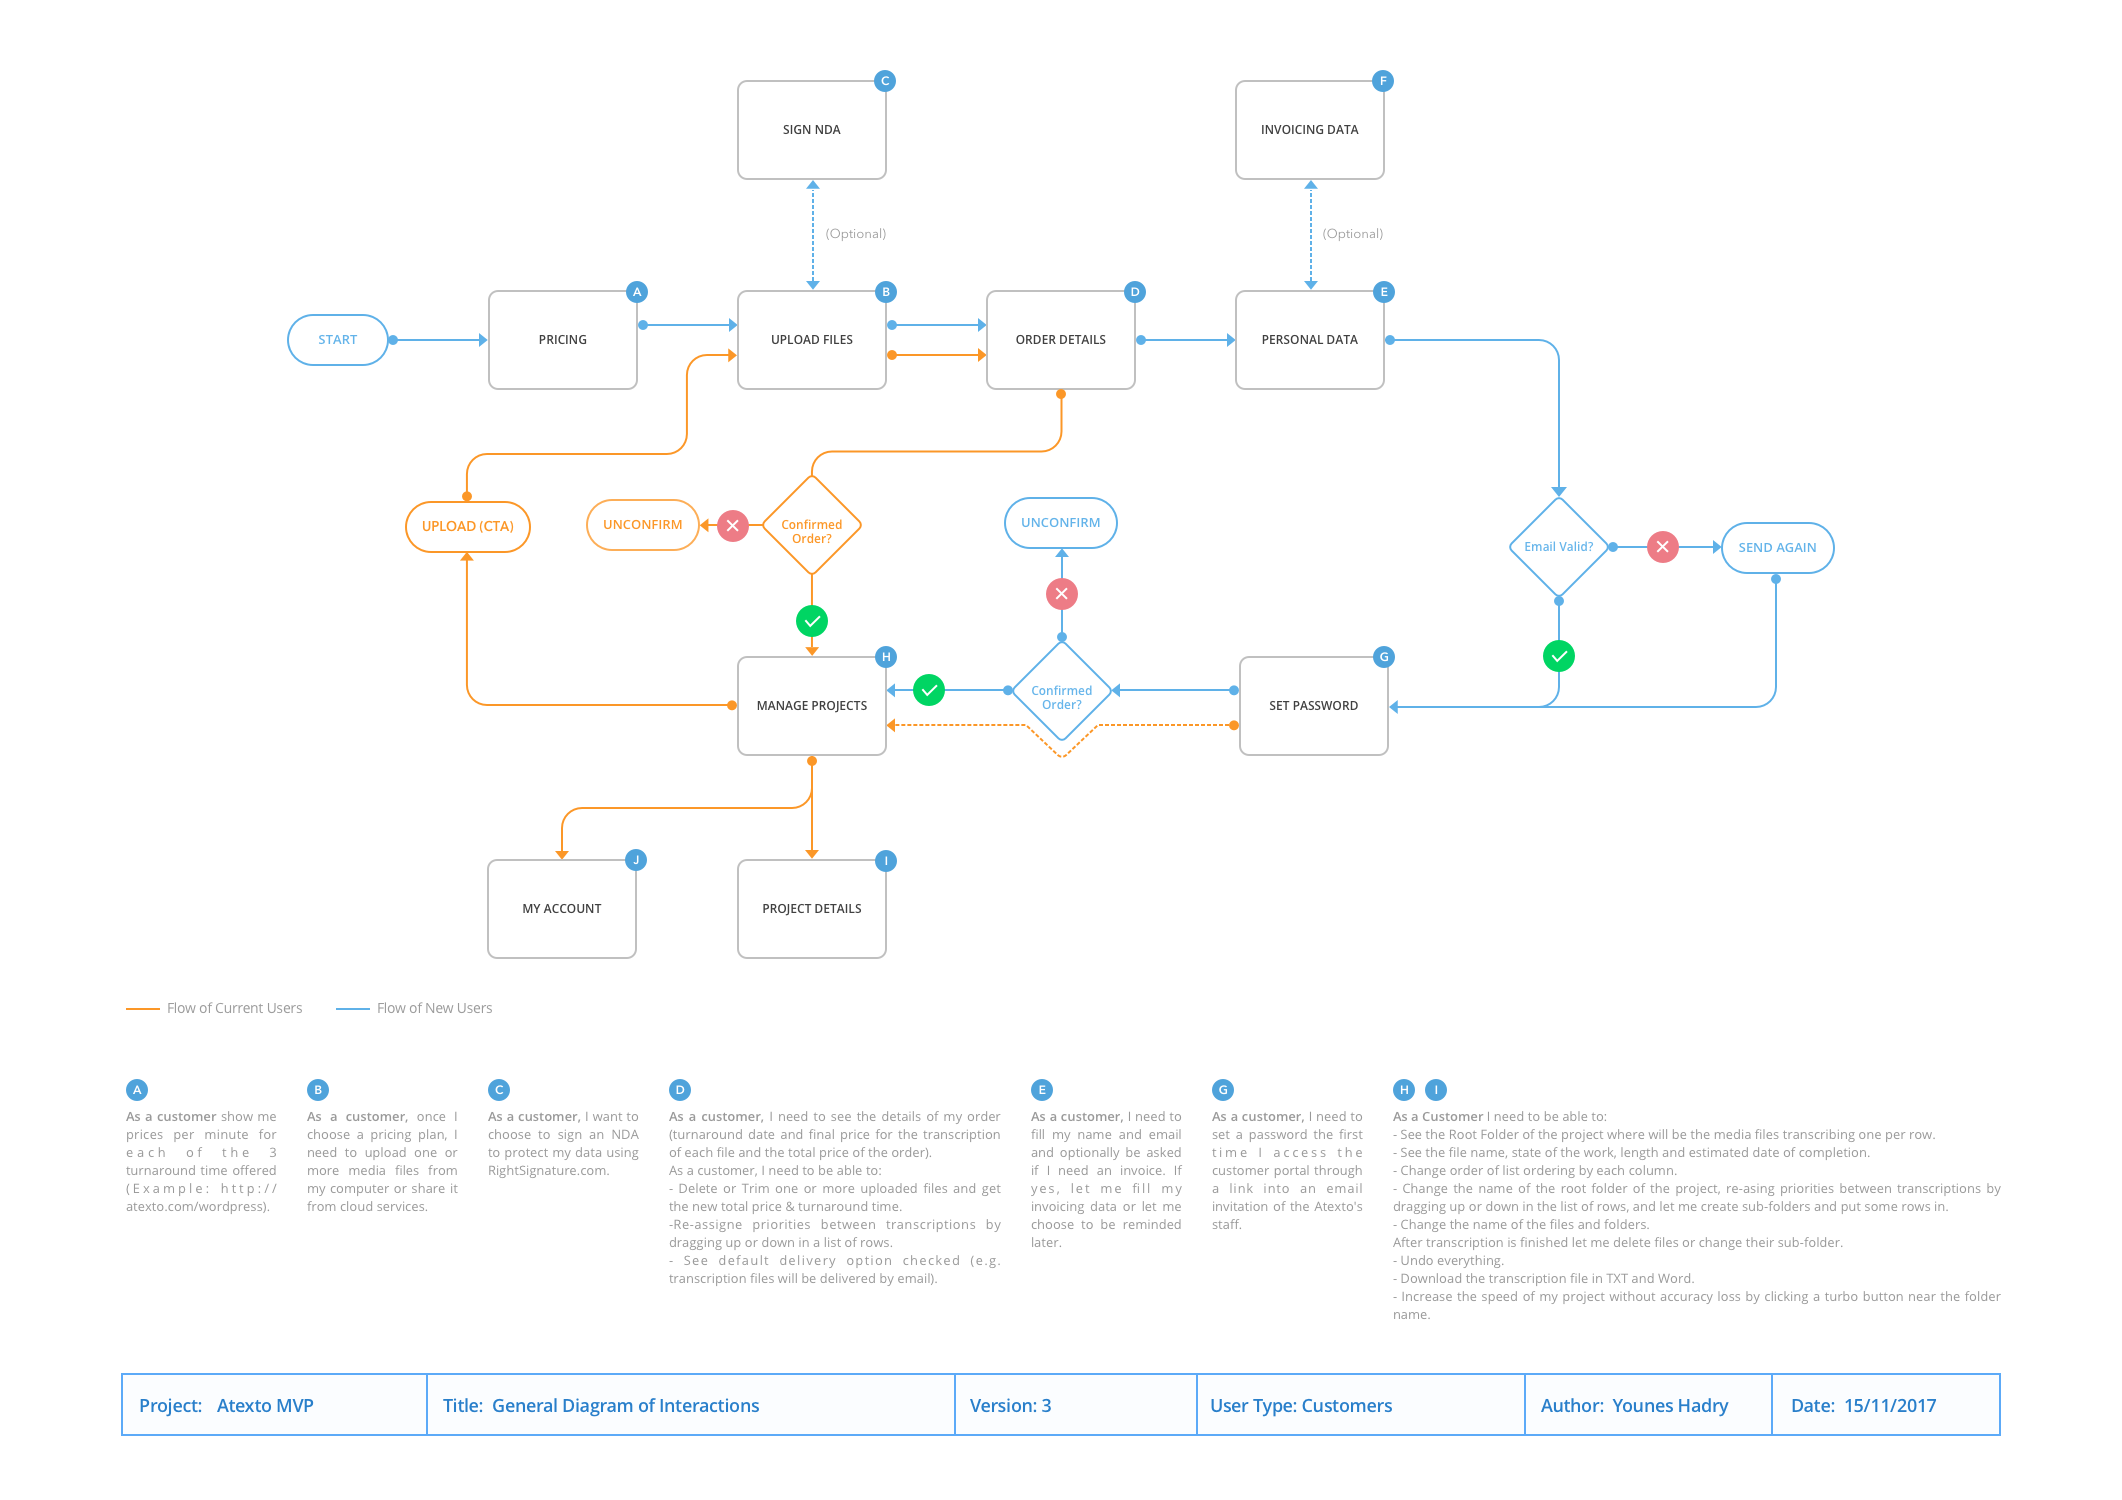 C
F
SIGN NDA
INVOICING DATA
(Optional)
(Optional)
A
B
D
E
START
PRICING
UPLOAD FILES
ORDER DETAILS
PERSONAL DATA
UPLOAD (CTA)
UNCONFIRM
Confirmed
Order?
UNCONFIRM
Email Valid?
SEND AGAIN
H
G
MANAGE PROJECTS
Confirmed
Order?
SET PASSWORD
J
I
MY ACCOUNT
PROJECT DETAILS
Flow of Current Users
Flow of New Users
A
As a customer show me
prices per minute for
each of the 3
turnaround time offered
(Example: http://
atexto.com/wordpress).
B
As a customer, once I
choose a pricing plan, I
need to upload one or
more media files from
my computer or share it
from cloud services.
C
As a customer, I want to
choose to sign an NDA
to protect my data using
RightSignature.com.
D
As a customer, I need to see the details of my order
(turnaround date and final price for the transcription
of each file and the total price of the order).
As a customer, I need to be able to:
- Delete or Trim one or more uploaded files and get
the new total price & turnaround time.
-Re-assigne priorities between transcriptions by
dragging up or down in a list of rows.
- See default delivery option checked (e.g.
transcription files will be delivered by email).
E
As a customer, I need to
fill my name and email
and optionally be asked
if I need an invoice. If
yes, let me fill my
invoicing data or let me
choose to be reminded
later.
G
As a customer, I need to
set a password the first
time I access the
customer portal through
a link into an email
invitation of the Atexto's
staff.
H I
As a Customer I need to be able to:
- See the Root Folder of the project where will be the media files transcribing one per row.
- See the file name, state of the work, length and estimated date of completion.
- Change order of list ordering by each column.
- Change the name of the root folder of the project, re-asing priorities between transcriptions by
dragging up or down in the list of rows, and let me create sub-folders and put some rows in.
- Change the name of the files and folders.
After transcription is finished let me delete files or change their sub-folder.
- Undo everything.
- Download the transcription file in TXT and Word.
- Increase the speed of my project without accuracy loss by clicking a turbo button near the folder
name.
Project: Atexto MVP
Title: General Diagram of Interactions
Version: 3
User Type: Customers
Author: Younes Hadry
Date: 15/11/2017